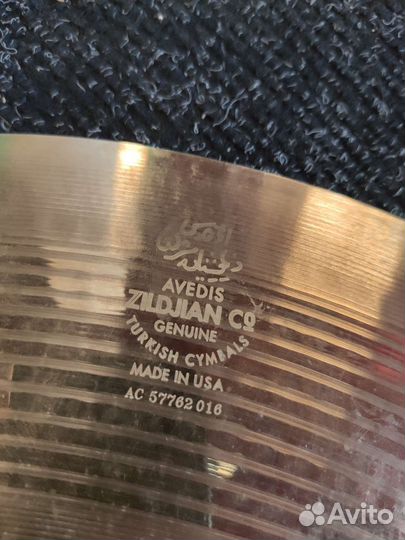 AVEDIS
ZILDJIAN CO
GENUINE
TURKISH CYMBALS
MADE IN USA
AC 57762 016
Avito